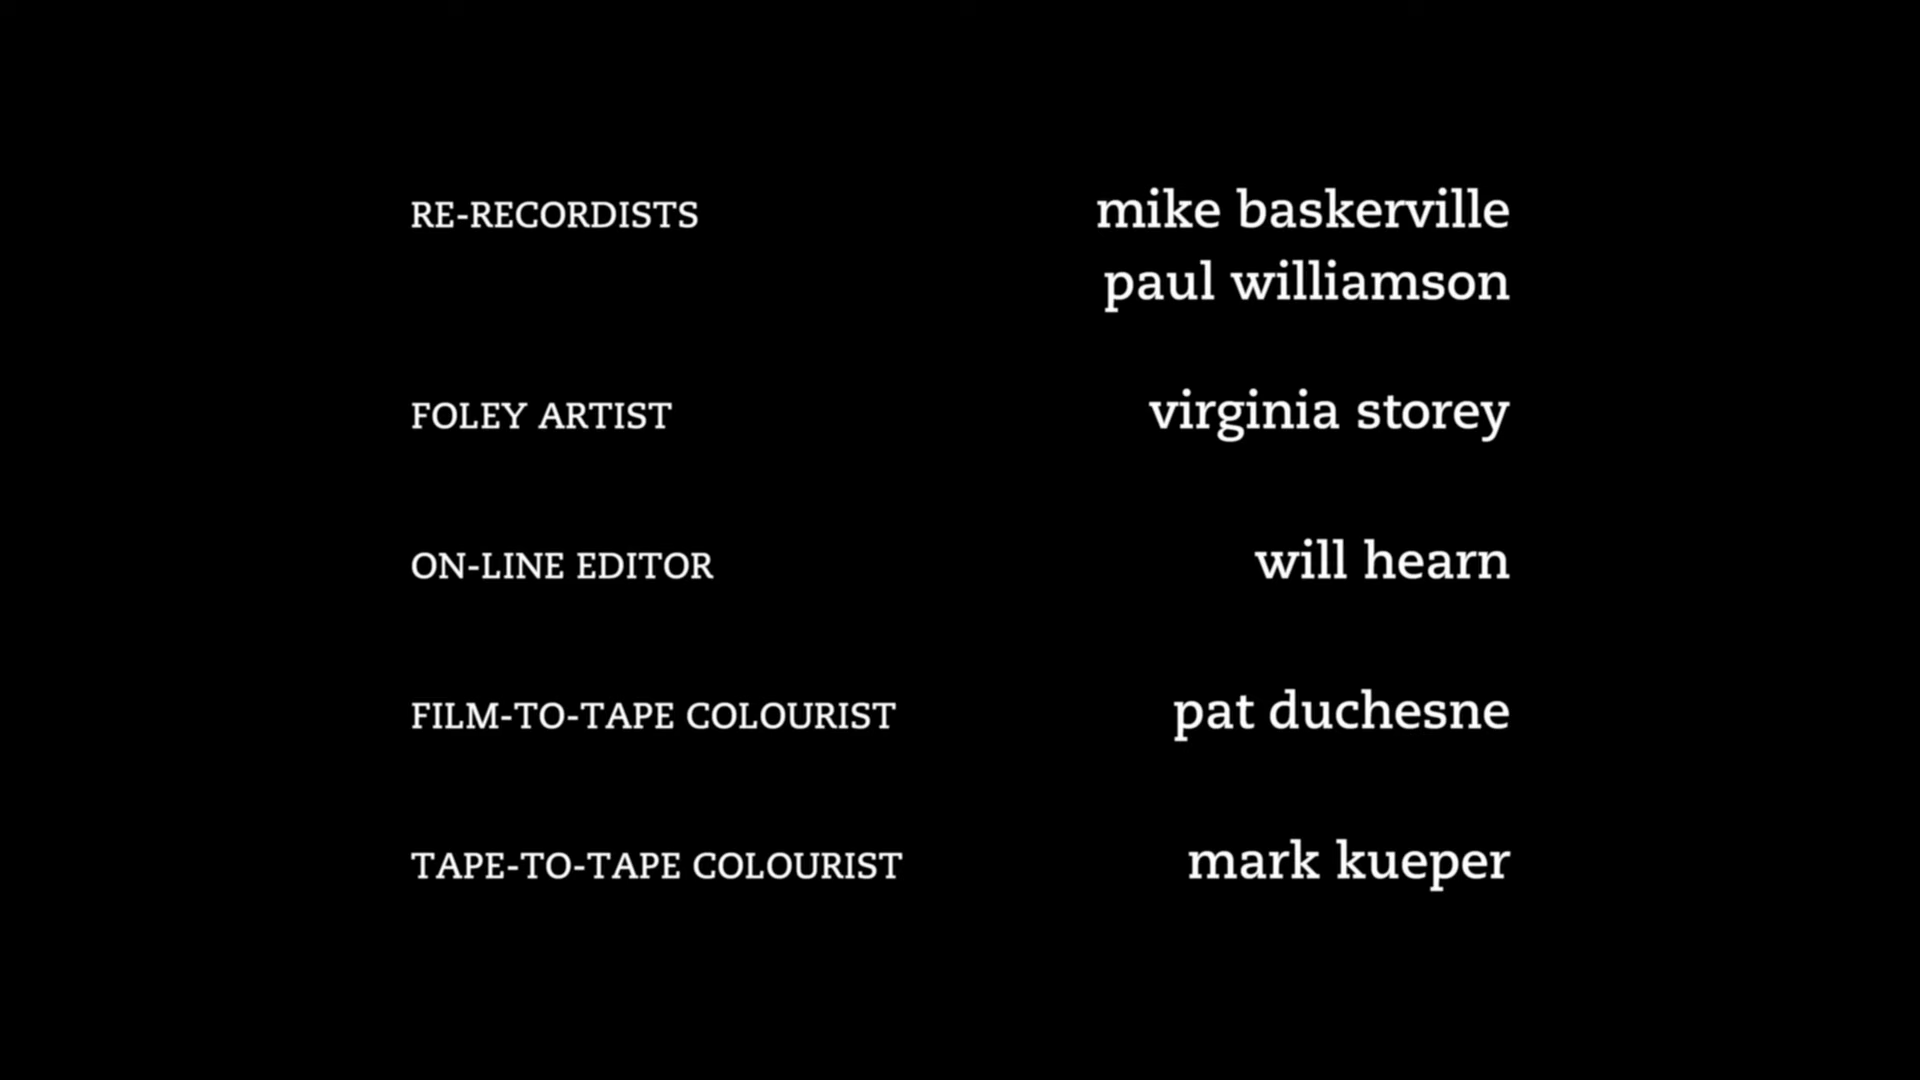 RE-RECORDISTS mike baskerville
paul williamson
FOLEY ARTIST virginia storey
ON-LINE EDITOR will hearn
FILM-TO-TAPE COLOURIST pat duchesne
TAPE-TO-TAPE COLOURIST mark kueper